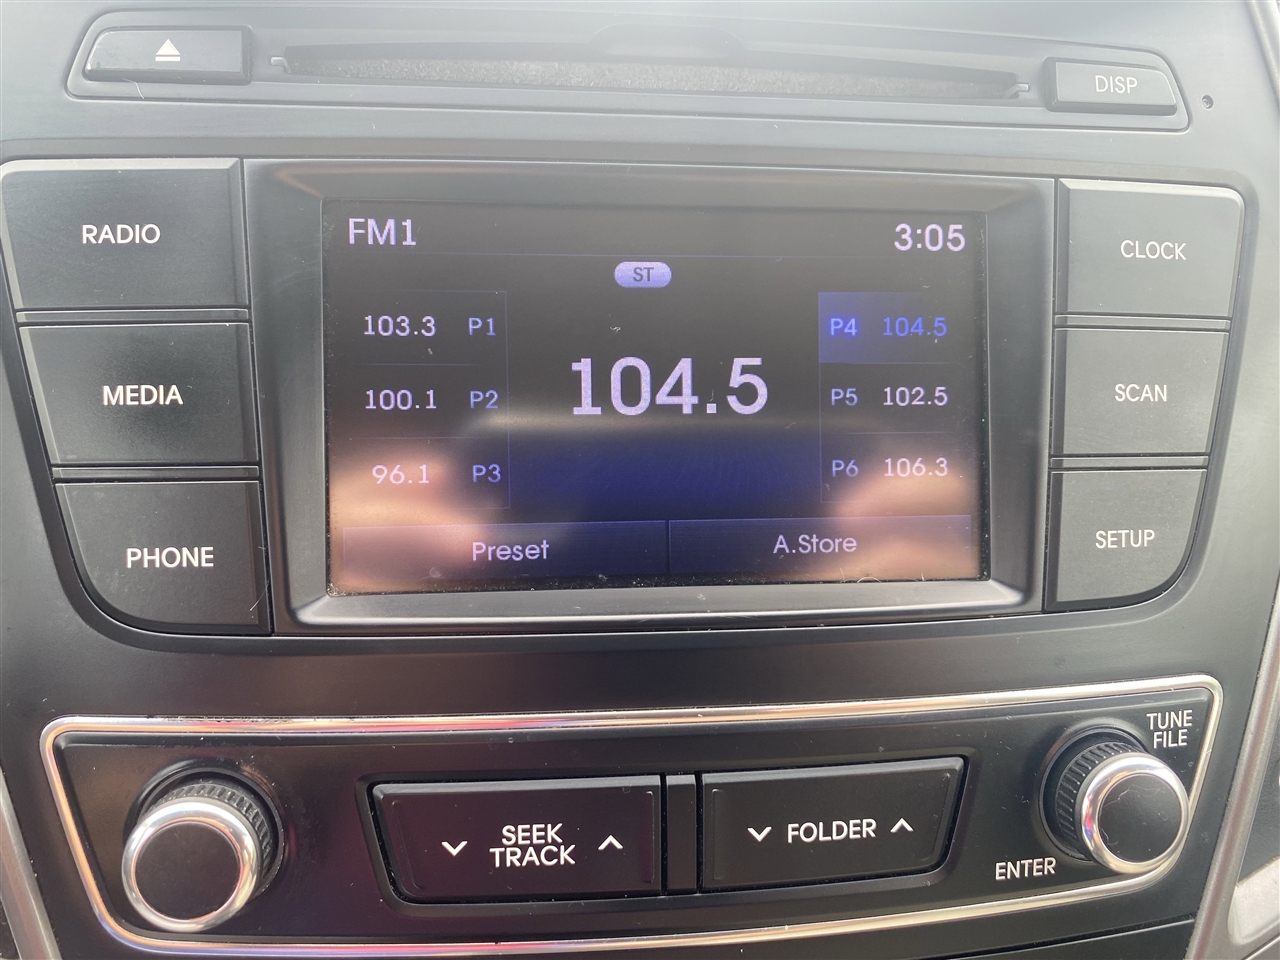 DISP
RADIO
MEDIA
PHONE
FM1
3:05
ST
103.3 P1
100.1 P2
96.1 P3
104.5
P4 104.5
P5 102.5
P6 106.3
Preset
A.Store
CLOCK
SCAN
SETUP
SEEK
TRACK
FOLDER
TUNE
FILE
ENTER